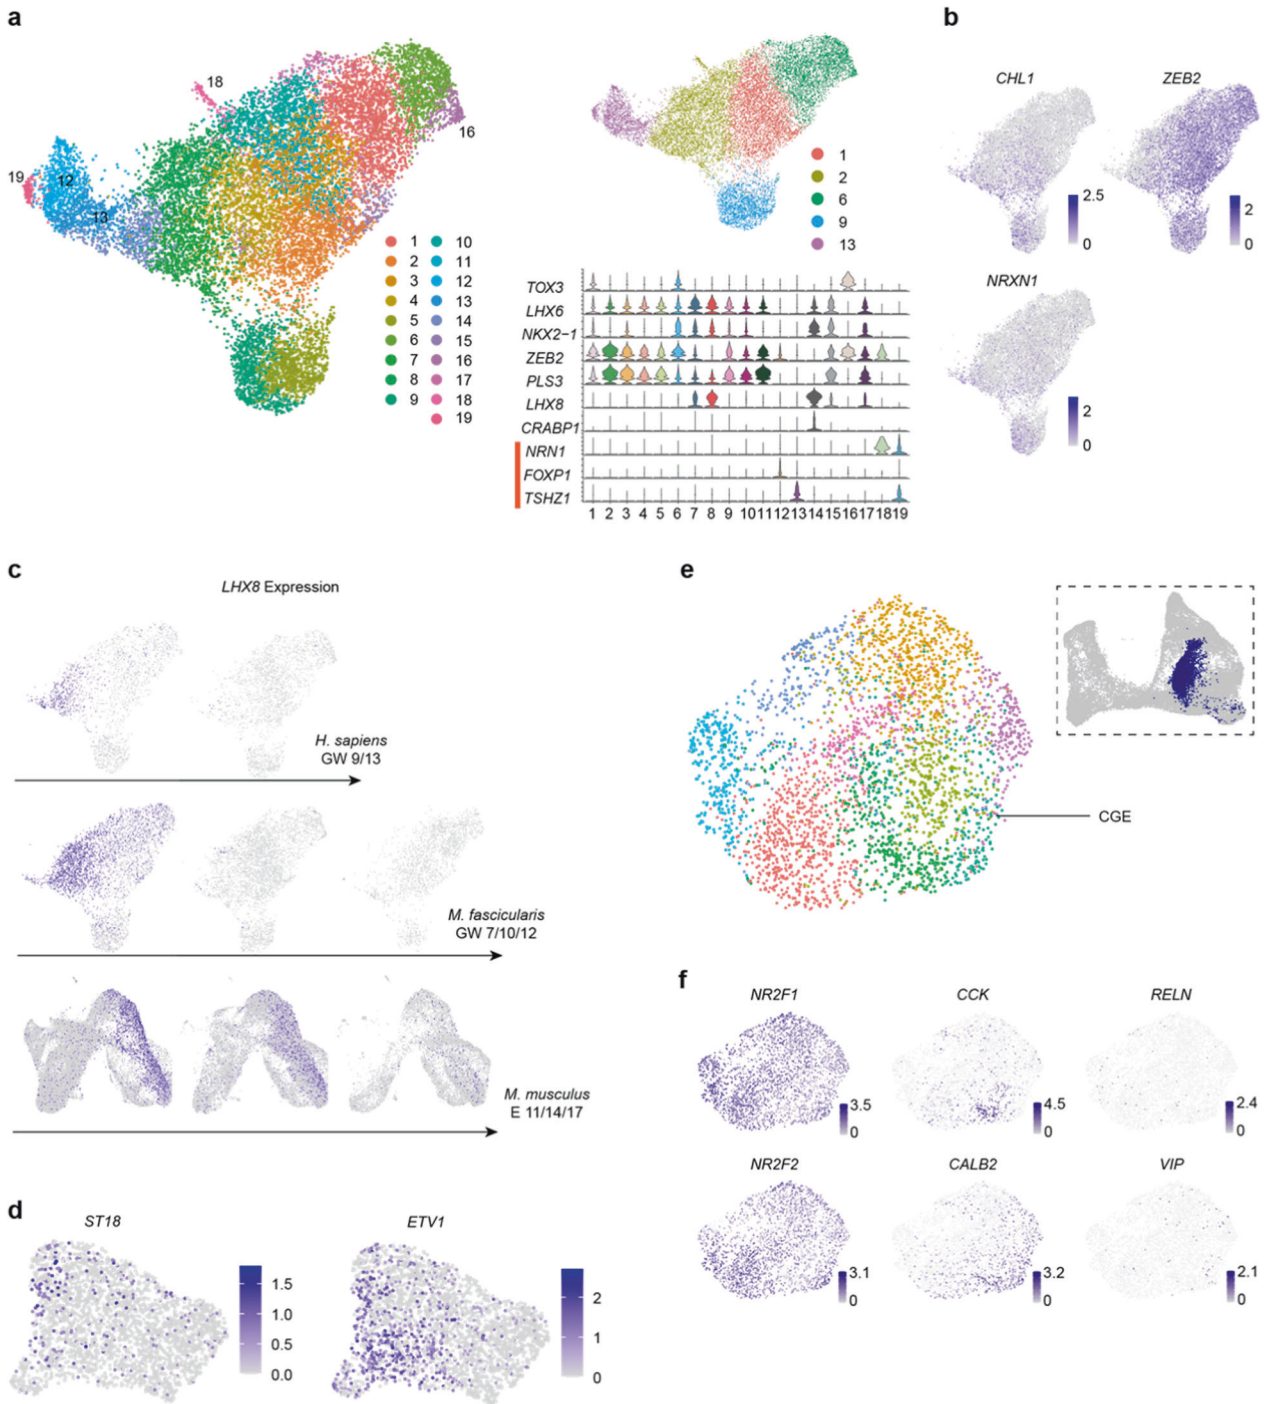 a
18
16
19
12
13
1
2
3
4
5
6
7
8
9
10
11
12
13
14
15
16
17
18
19
1
2
6
9
13
TOX3
LHX6
NKX2−1
ZEB2
PLS3
LHX8
CRABP1
NRN1
FOXP1
TSHZ1
1 2 3 4 5 6 7 8 9 10 11 12 13 14 15 16 17 18 19
b
CHL1
2.5
0
ZEB2
2
0
NRXN1
2
0
c
LHX8 Expression
H. sapiens
GW 9/13
M. fascicularis
GW 7/10/12
M. musculus
E 11/14/17
d
ST18
1.5
1.0
0.5
0.0
ETV1
2
1
0
e
CGE
f
NR2F1
3.5
0
CCK
4.5
0
RELN
2.4
0
NR2F2
3.1
0
CALB2
3.2
0
VIP
2.1
0